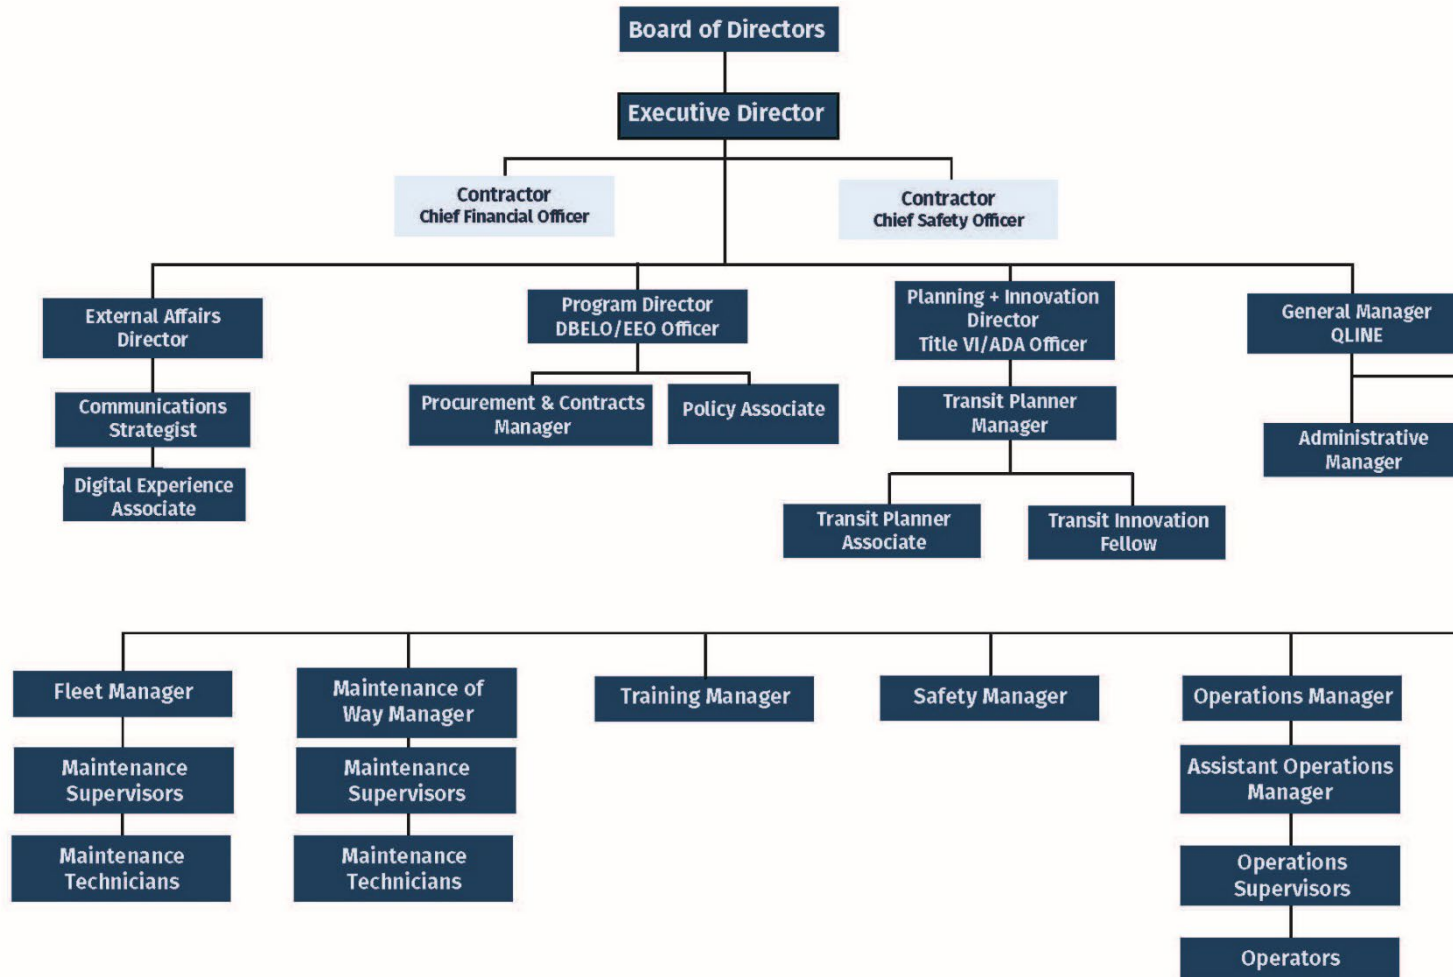 Board of Directors
Executive Director
Contractor
Chief Financial Officer
Contractor
Chief Safety Officer
External Affairs
Director
Program Director
DBELO/EEO Officer
Planning + Innovation
Director
Title VI/ADA Officer
General Manager
QLINE
Communications
Strategist
Procurement & Contracts
Manager
Policy Associate
Transit Planner
Manager
Administrative
Manager
Digital Experience
Associate
Transit Planner
Associate
Transit Innovation
Fellow
Fleet Manager
Maintenance of
Way Manager
Training Manager
Safety Manager
Operations Manager
Maintenance
Supervisors
Maintenance
Supervisors
Assistant Operations
Manager
Maintenance
Technicians
Maintenance
Technicians
Operations
Supervisors
Operators